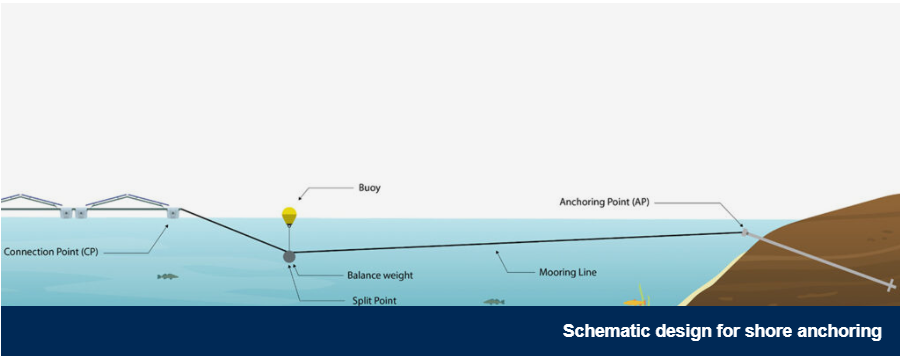 Buoy
Anchoring Point (AP)
Connection Point (CP)
Balance weight
Mooring Line
Split Point
Schematic design for shore anchoring